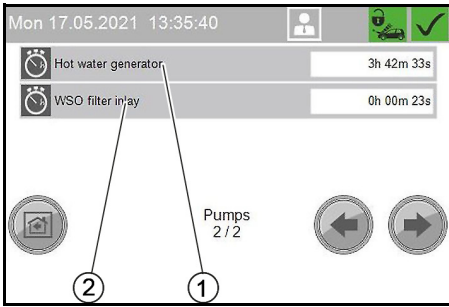 Mon 17.05.2021 13:35:40
Hot water generator 3h 42m 33s
WSO filter inlay 0h 00m 23s
Pumps
2 / 2
2 1